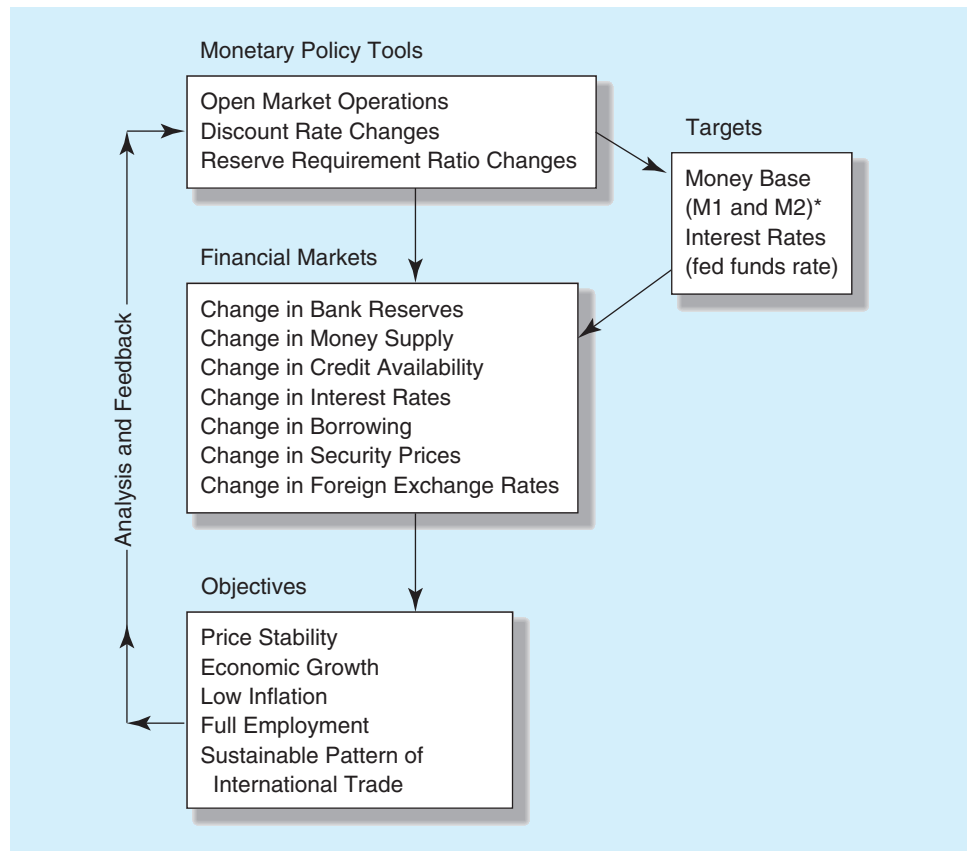 Monetary Policy Tools
Open Market Operations
Discount Rate Changes
Reserve Requirement Ratio Changes
Targets
Money Base
(M1 and M2)*
Interest Rates
(fed funds rate)
Financial Markets
Change in Bank Reserves
Change in Money Supply
Change in Credit Availability
Change in Interest Rates
Change in Borrowing
Change in Security Prices
Change in Foreign Exchange Rates
Analysis and Feedback
Objectives
Price Stability
Economic Growth
Low Inflation
Full Employment
Sustainable Pattern of
International Trade